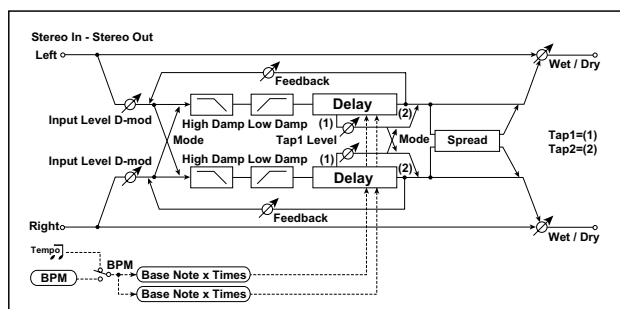 Stereo In - Stereo Out
Left
Wet / Dry
Feedback
Input Level D-mod
High Damp Low Damp
Delay
(1)
(2)
Mode
Tap1 Level
Mode
Spread
Tap1=(1)
Tap2=(2)
Input Level D-mod
High Damp Low Damp
(1)
Delay
(2)
Feedback
Right
Wet / Dry
Tempo
BPM
BPM
Base Note x Times
Base Note x Times